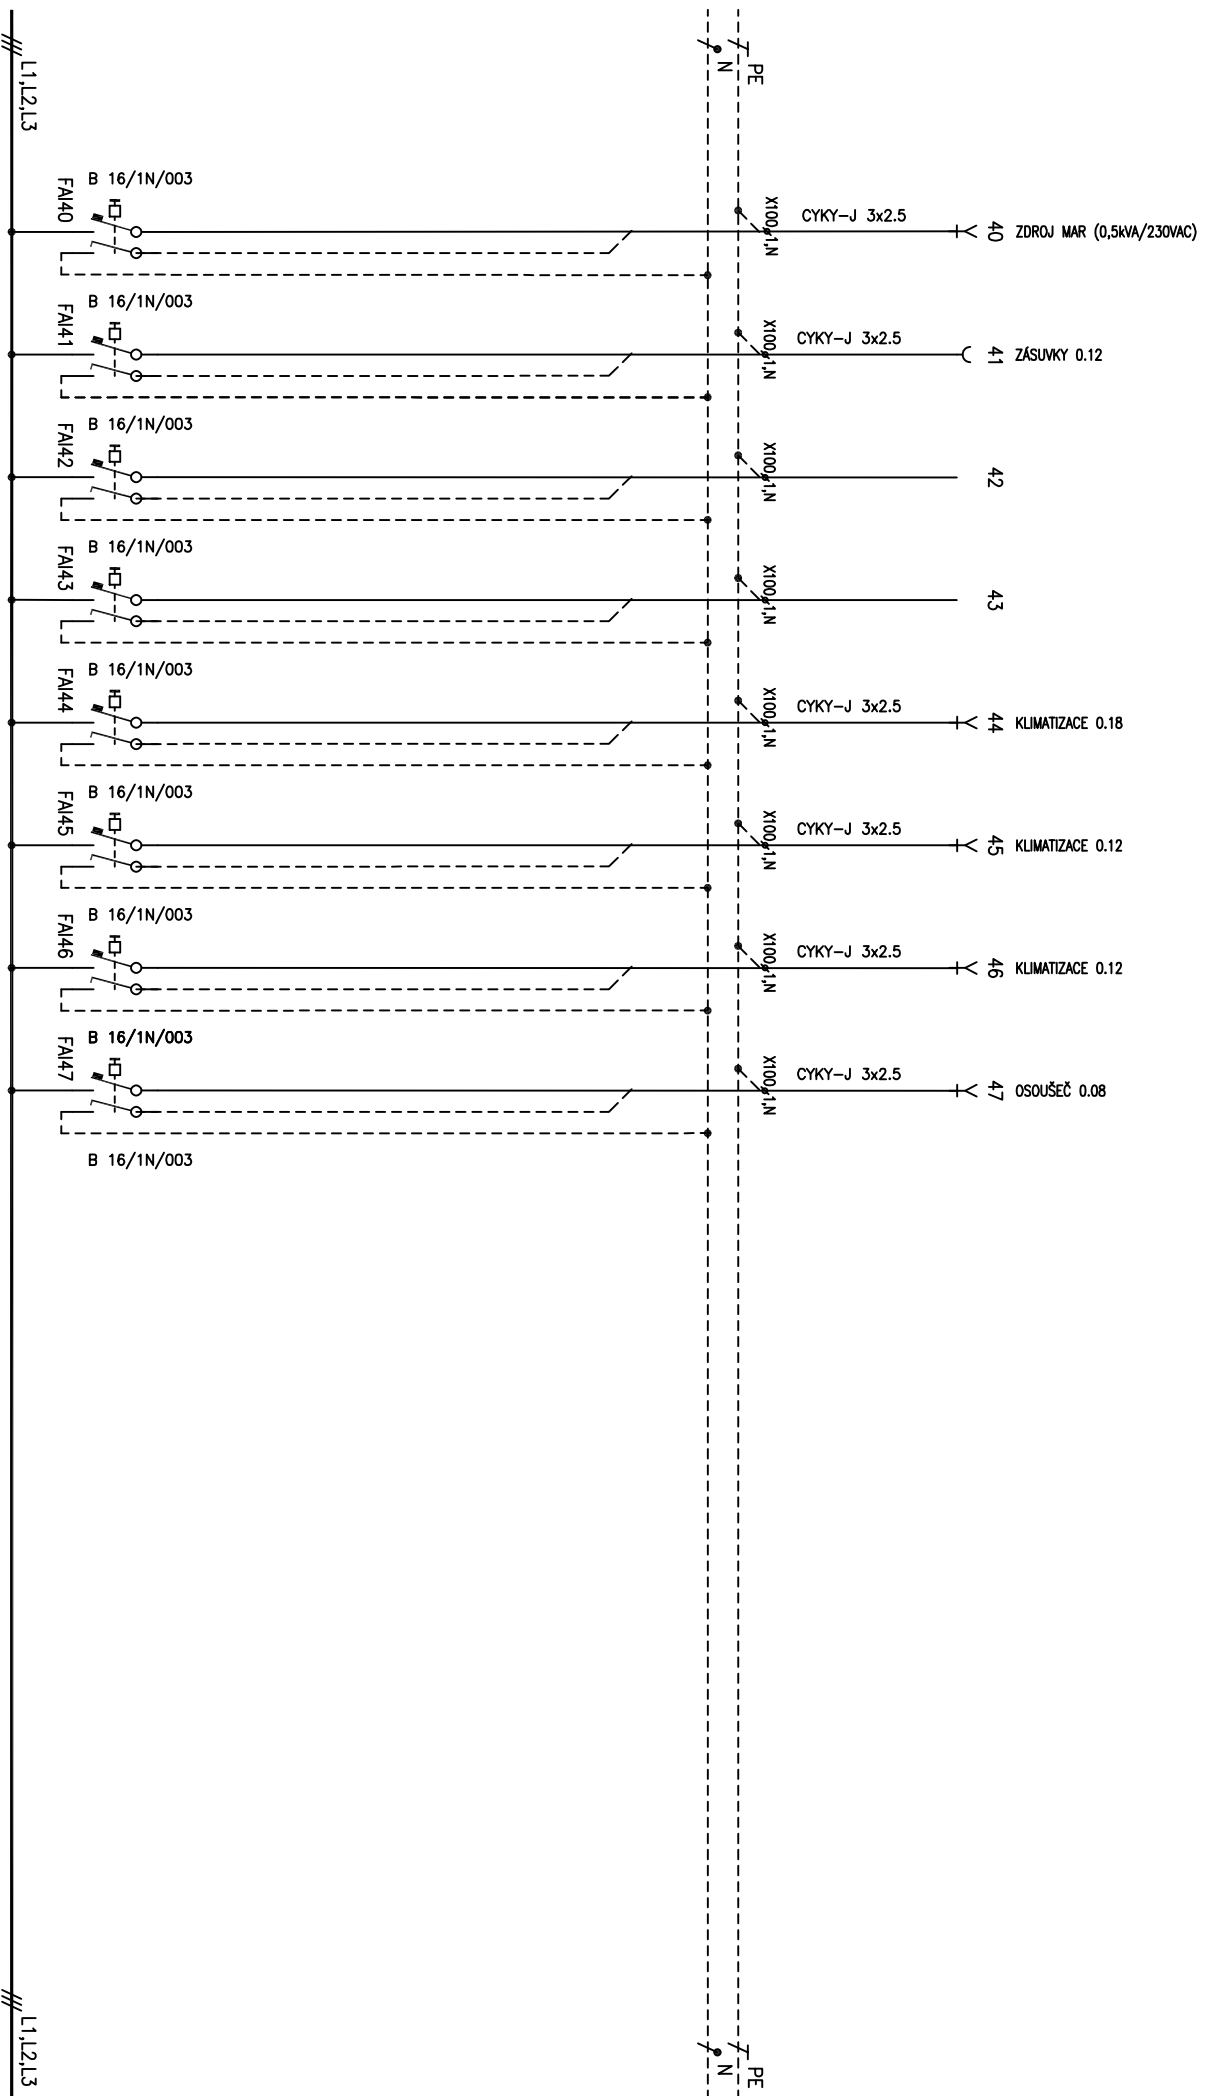 PE
N
L1,L2,L3
B 16/1N/003
FAI40
X100
1,N
CYKY-J 3x2.5
40
ZDROJ MAR (0,5kVA/230VAC)
B 16/1N/003
FAI41
X100
1,N
CYKY-J 3x2.5
41
ZÁSUVKY 0.12
B 16/1N/003
FAI42
X100
1,N
42
B 16/1N/003
FAI43
X100
1,N
43
B 16/1N/003
FAI44
X100
1,N
CYKY-J 3x2.5
44
KLIMATIZACE 0.18
B 16/1N/003
FAI45
X100
1,N
CYKY-J 3x2.5
45
KLIMATIZACE 0.12
B 16/1N/003
FAI46
X100
1,N
CYKY-J 3x2.5
46
KLIMATIZACE 0.12
B 16/1N/003
FAI47
X100
1,N
CYKY-J 3x2.5
47
OSOUŠEČ 0.08
B 16/1N/003
PE
N
L1,L2,L3